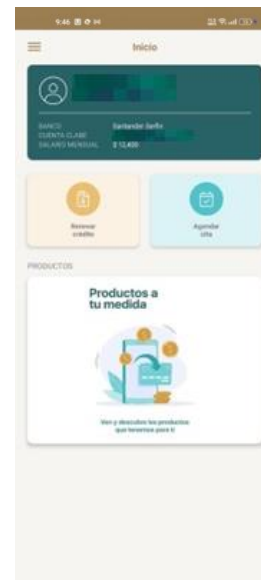 9:46
Inicio
BANCO Santander Serfin
CUENTA CLABE
SALARIO MENSUAL $ 12,400
Renovar
crédito
Agendar
cita
PRODUCTOS
Productos a
tu medida
Ven y descubre los productos
que tenemos para ti